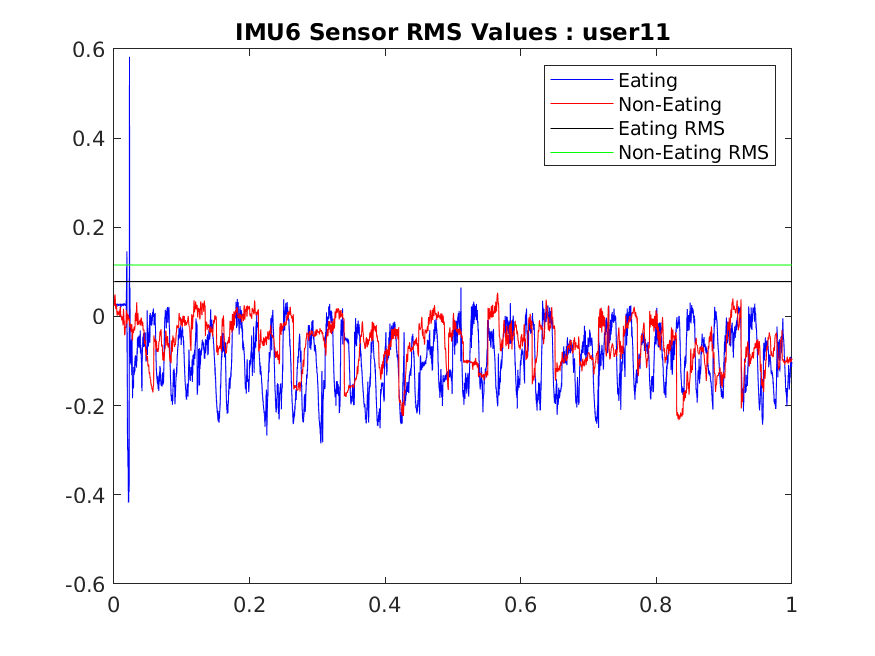 IMU6 Sensor RMS Values : user11
Eating
Non-Eating
Eating RMS
Non-Eating RMS
0.6
0.4
0.2
0
-0.2
-0.4
-0.6
0 0.2 0.4 0.6 0.8 1